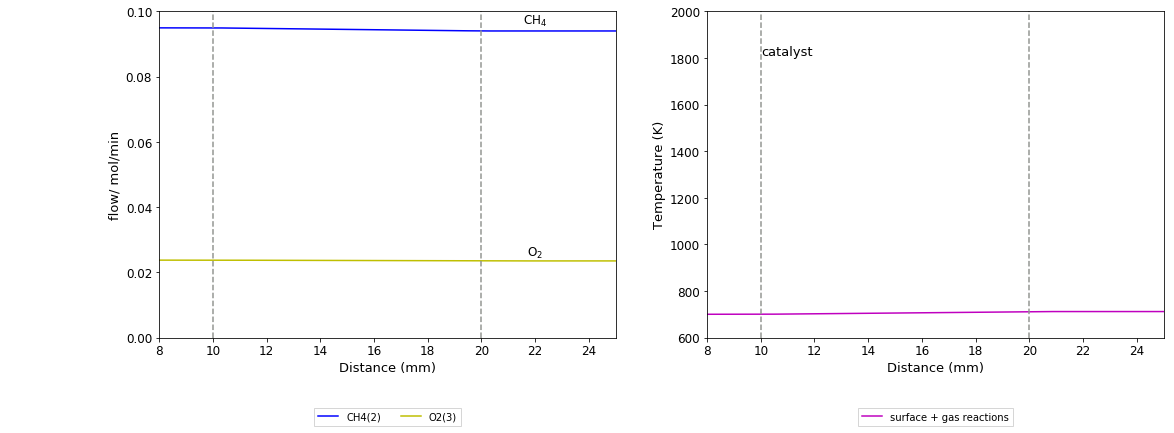 CH4
O2
0.10
0.08
0.06
0.04
0.02
0.00
flow/ mol/min
8 10 12 14 16 18 20 22 24
Distance (mm)
CH4(2) O2(3)
catalyst
2000
1800
1600
1400
1200
1000
800
600
Temperature (K)
8 10 12 14 16 18 20 22 24
Distance (mm)
surface + gas reactions